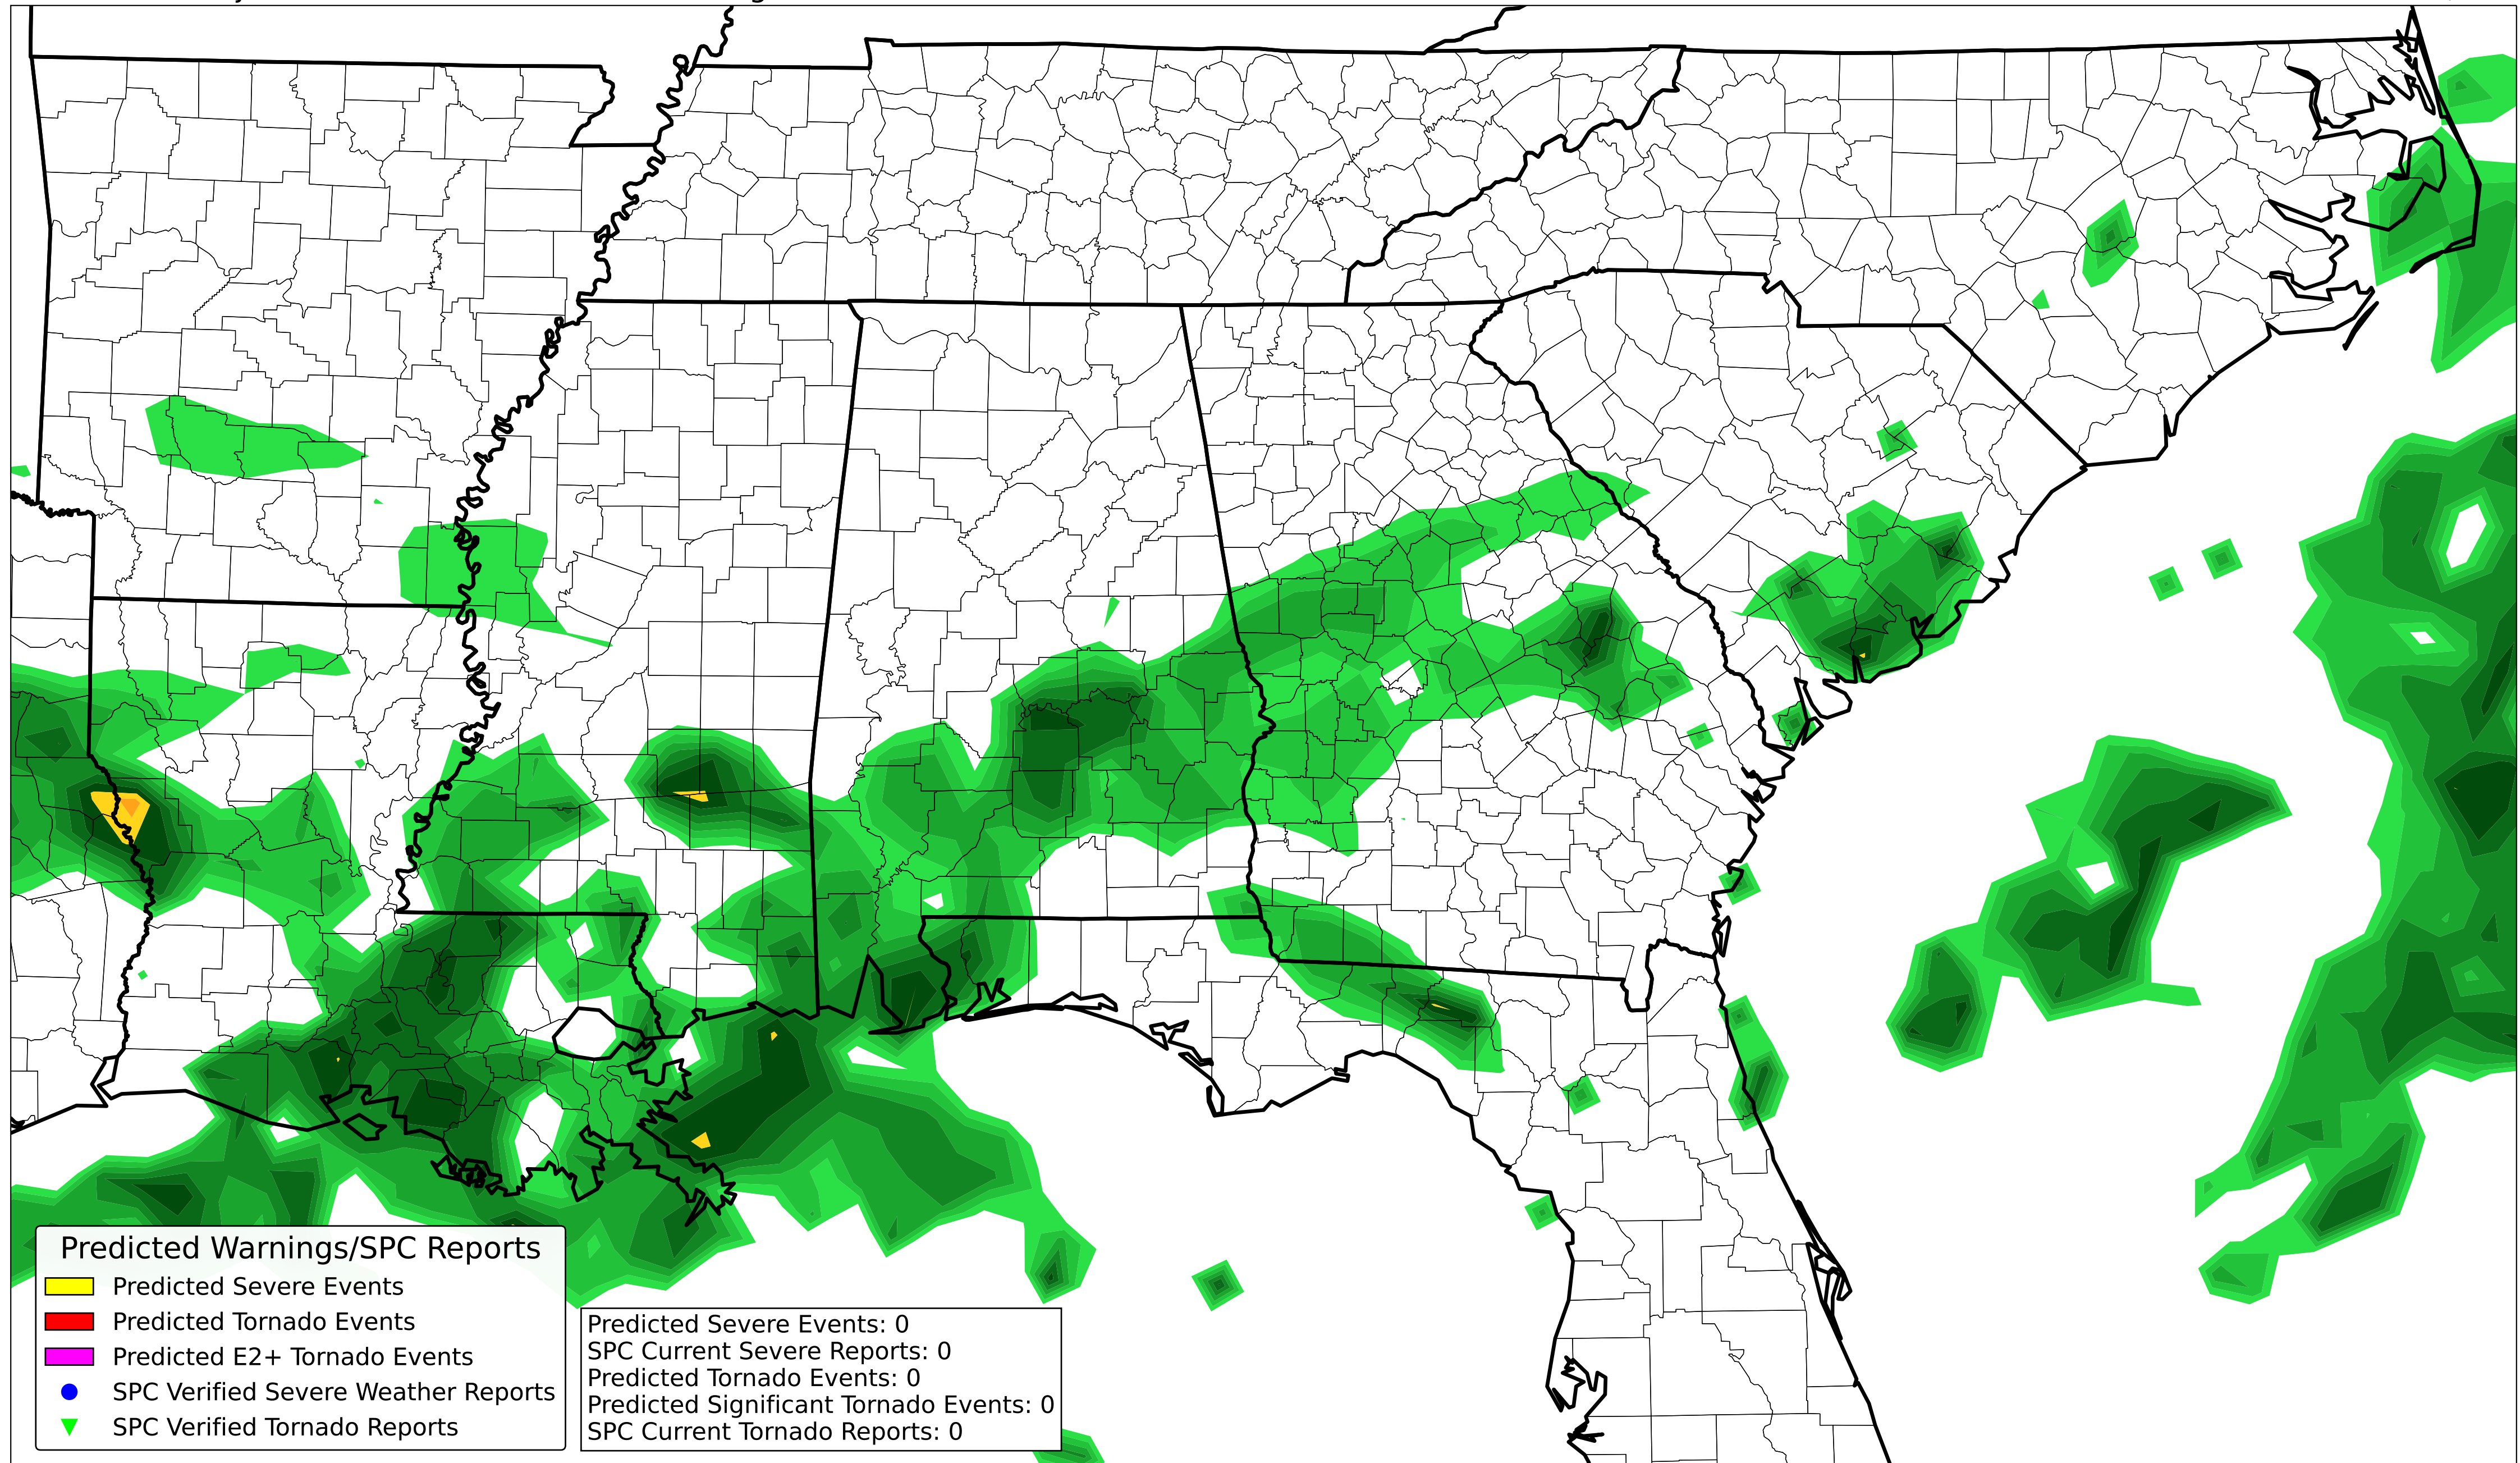 Predicted Warnings/SPC Reports
Predicted Severe Events
Predicted Tornado Events
Predicted E2+ Tornado Events
SPC Verified Severe Weather Reports
SPC Verified Tornado Reports
Predicted Severe Events: 0
SPC Current Severe Reports: 0
Predicted Tornado Events: 0
Predicted Significant Tornado Events: 0
SPC Current Tornado Reports: 0